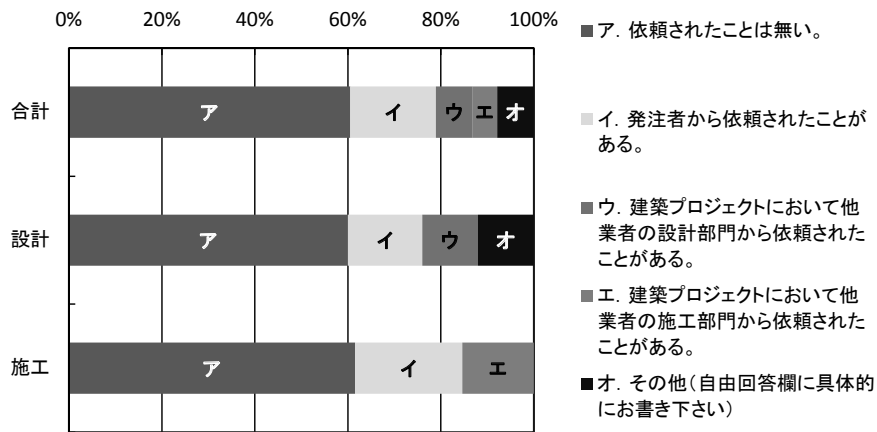 0% 20% 40% 60% 80% 100%
合計
ア イ ウ エ オ
設計
ア イ ウ オ
施工
ア イ エ
ア. 依頼されたことは無い。
イ. 発注者から依頼されたことが
ある。
ウ. 建築プロジェクトにおいて他
業者の設計部門から依頼された
ことがある。
エ. 建築プロジェクトにおいて他
業者の施工部門から依頼された
ことがある。
オ. その他(自由回答欄に具体的
にお書き下さい)